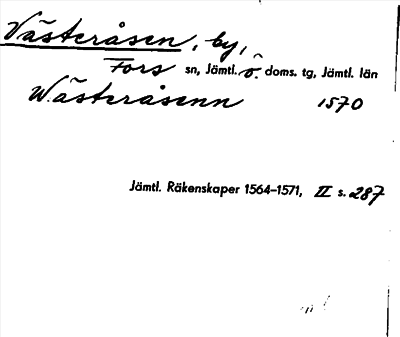 Västeråsen, by,
Fors sn, Jämtl. ö. doms. tg, Jämtl. län
Wästeråsenn 1570
Jämtl. Räkenskaper 1564–1571, II s. 287